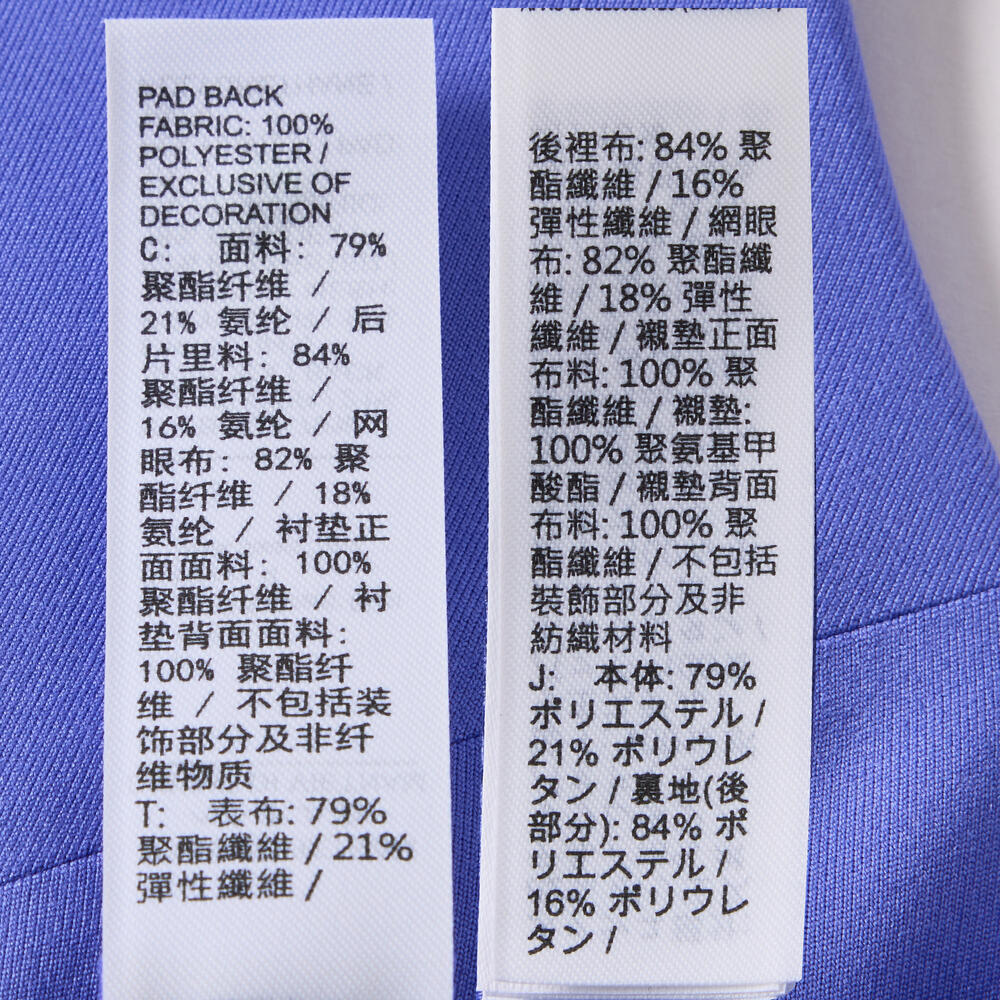 PAD BACK
FABRIC: 100%
POLYESTER /
EXCLUSIVE OF
DECORATION
C: 面料: 79%
聚酯纤维 /
21% 氨纶 / 后
片里料: 84%
聚酯纤维 /
16% 氨纶 / 网
眼布: 82% 聚
酯纤维 / 18%
氨纶 / 衬垫正
面面料: 100%
聚酯纤维 / 衬
垫背面面料:
100% 聚酯纤
维 / 不包括装
饰部分及非纤
维物质
T: 表布: 79%
聚酯纖維 / 21%
彈性纖維 /
後裡布: 84% 聚
酯纖維 / 16%
彈性纖維 / 網眼
布: 82% 聚酯纖
維 / 18% 彈性
纖維 / 襯墊正面
布料: 100% 聚
酯纖維 / 襯墊:
100% 聚氨基甲
酸酯 / 襯墊背面
布料: 100% 聚
酯纖維 / 不包括
裝飾部分及非
紡織材料
J: 本体: 79%
ポリエステル /
21% ポリウレ
タン / 裏地(後
部分): 84% ポ
リエステル /
16% ポリウレ
タン /